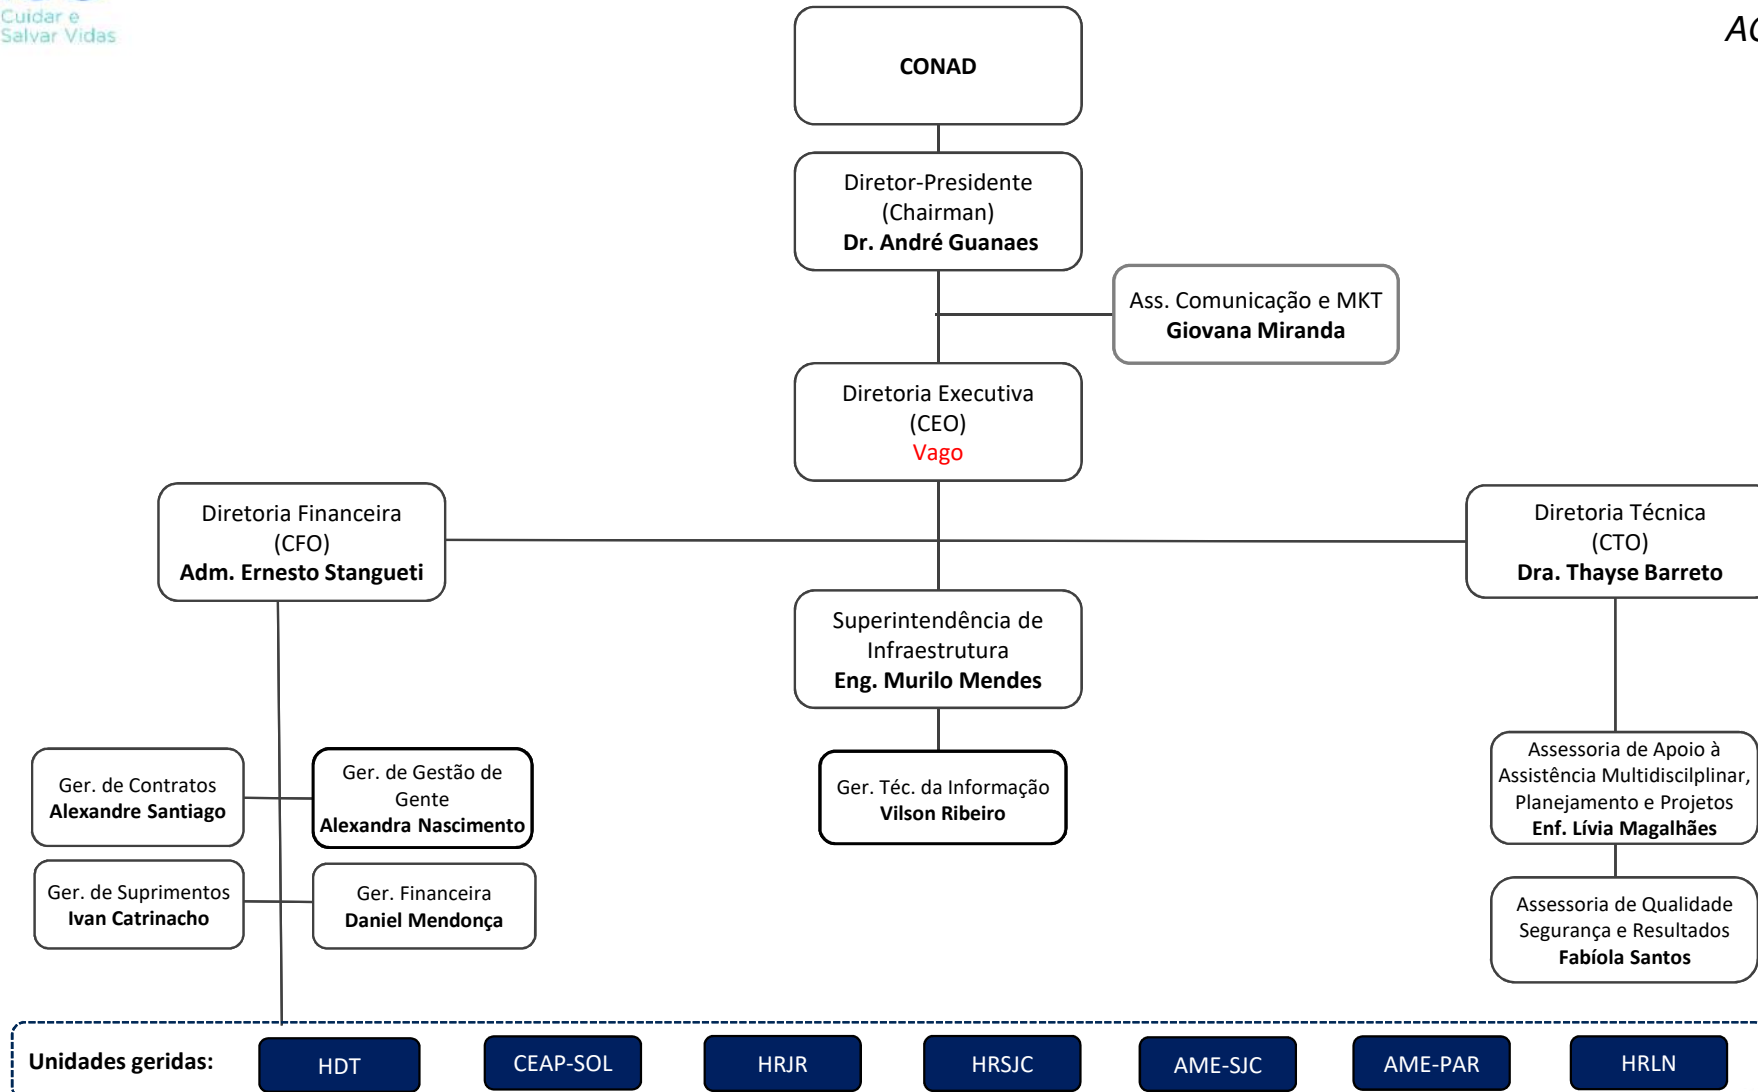 Cuidar e
Salvar Vidas
CONAD
Diretor-Presidente
(Chairman)
Dr. André Guanaes
Ass. Comunicação e MKT
Giovana Miranda
Diretoria Executiva
(CEO)
Vago
Diretoria Financeira
(CFO)
Adm. Ernesto Stangueti
Diretoria Técnica
(CTO)
Dra. Thayse Barreto
Superintendência de
Infraestrutura
Eng. Murilo Mendes
Ger. de Contratos
Alexandre Santiago
Ger. de Gestão de
Gente
Alexandra Nascimento
Ger. Téc. da Informação
Vilson Ribeiro
Assessoria de Apoio à
Assistência Multidiscilplinar,
Planejamento e Projetos
Enf. Lívia Magalhães
Ger. de Suprimentos
Ivan Catrinacho
Ger. Financeira
Daniel Mendonça
Assessoria de Qualidade
Segurança e Resultados
Fabíola Santos
Unidades geridas:
HDT
CEAP-SOL
HRJR
HRSJC
AME-SJC
AME-PAR
HRLN